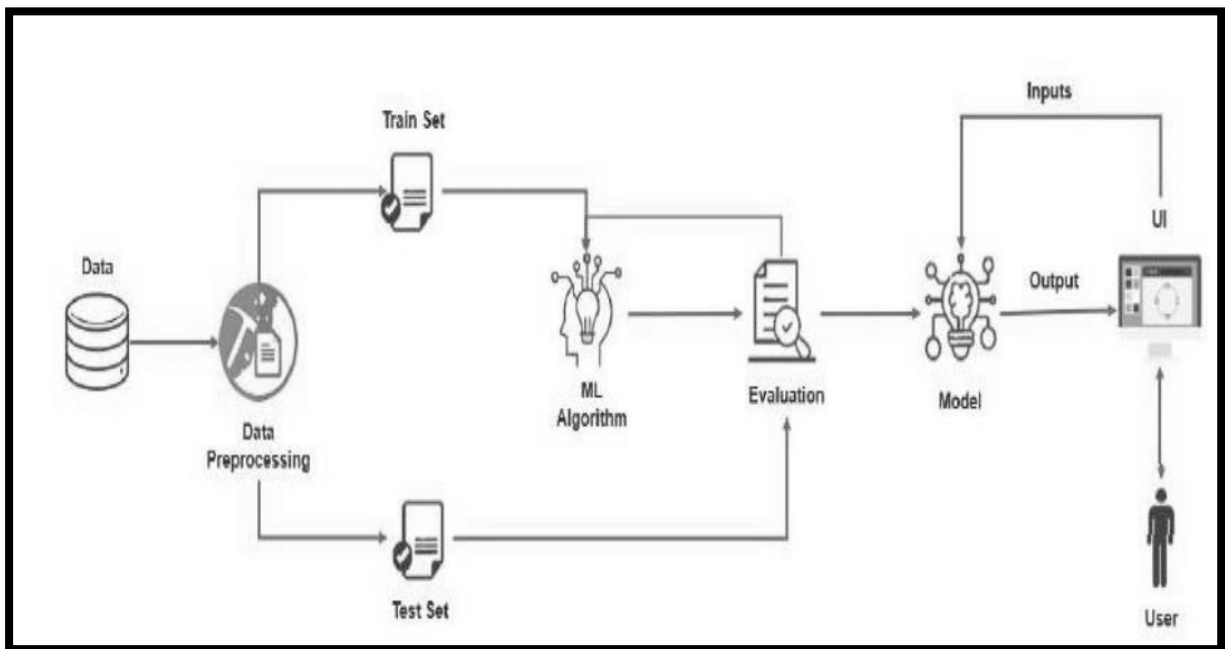 Inputs
Train Set
UI
Data
Output
ML
Algorithm
Evaluation
Model
Data
Preprocessing
Test Set
User